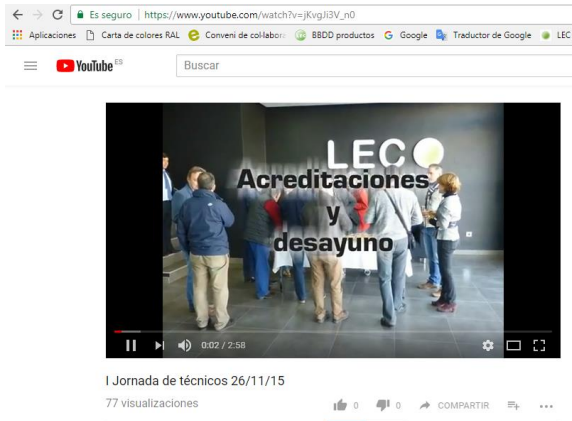 Es seguro | https://www.youtube.com/watch?v=jKvgJi3V_n0
Aplicaciones Carta de colores RAL Conveni de col·labora BBDD productos Google Traductor de Google LEC
YouTube ES
Buscar
LECO
Acreditaciones
y
desayuno
0:02 / 2:58
I Jornada de técnicos 26/11/15
77 visualizaciones 0 0 COMPARTIR